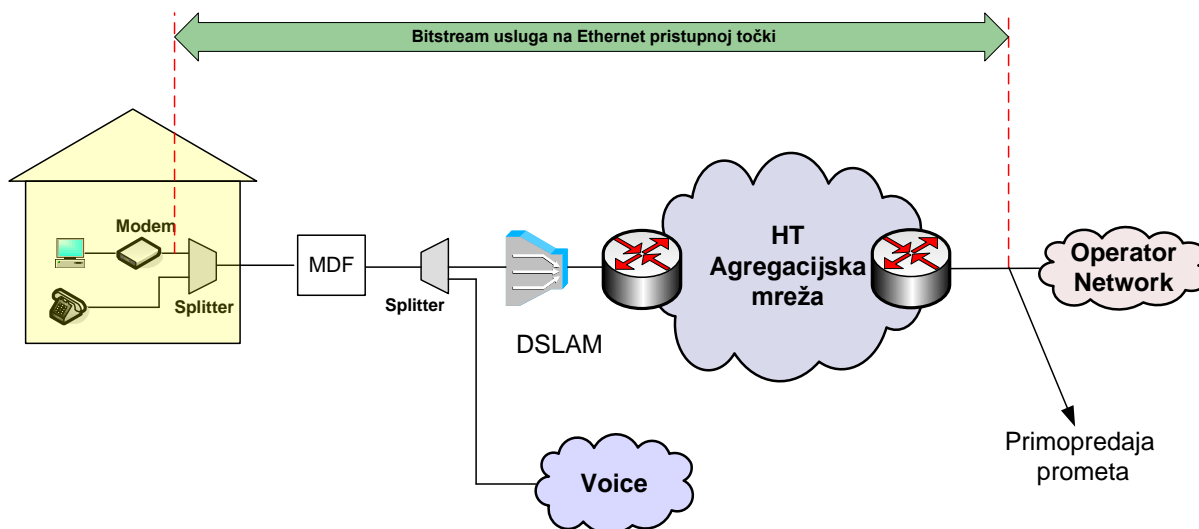 Bitstream usluga na Ethernet pristupnoj točki
Modem
Splitter
MDF
Splitter
DSLAM
HT
Agregacijska
mreža
Operator
Network
Voice
Primopredaja
prometa